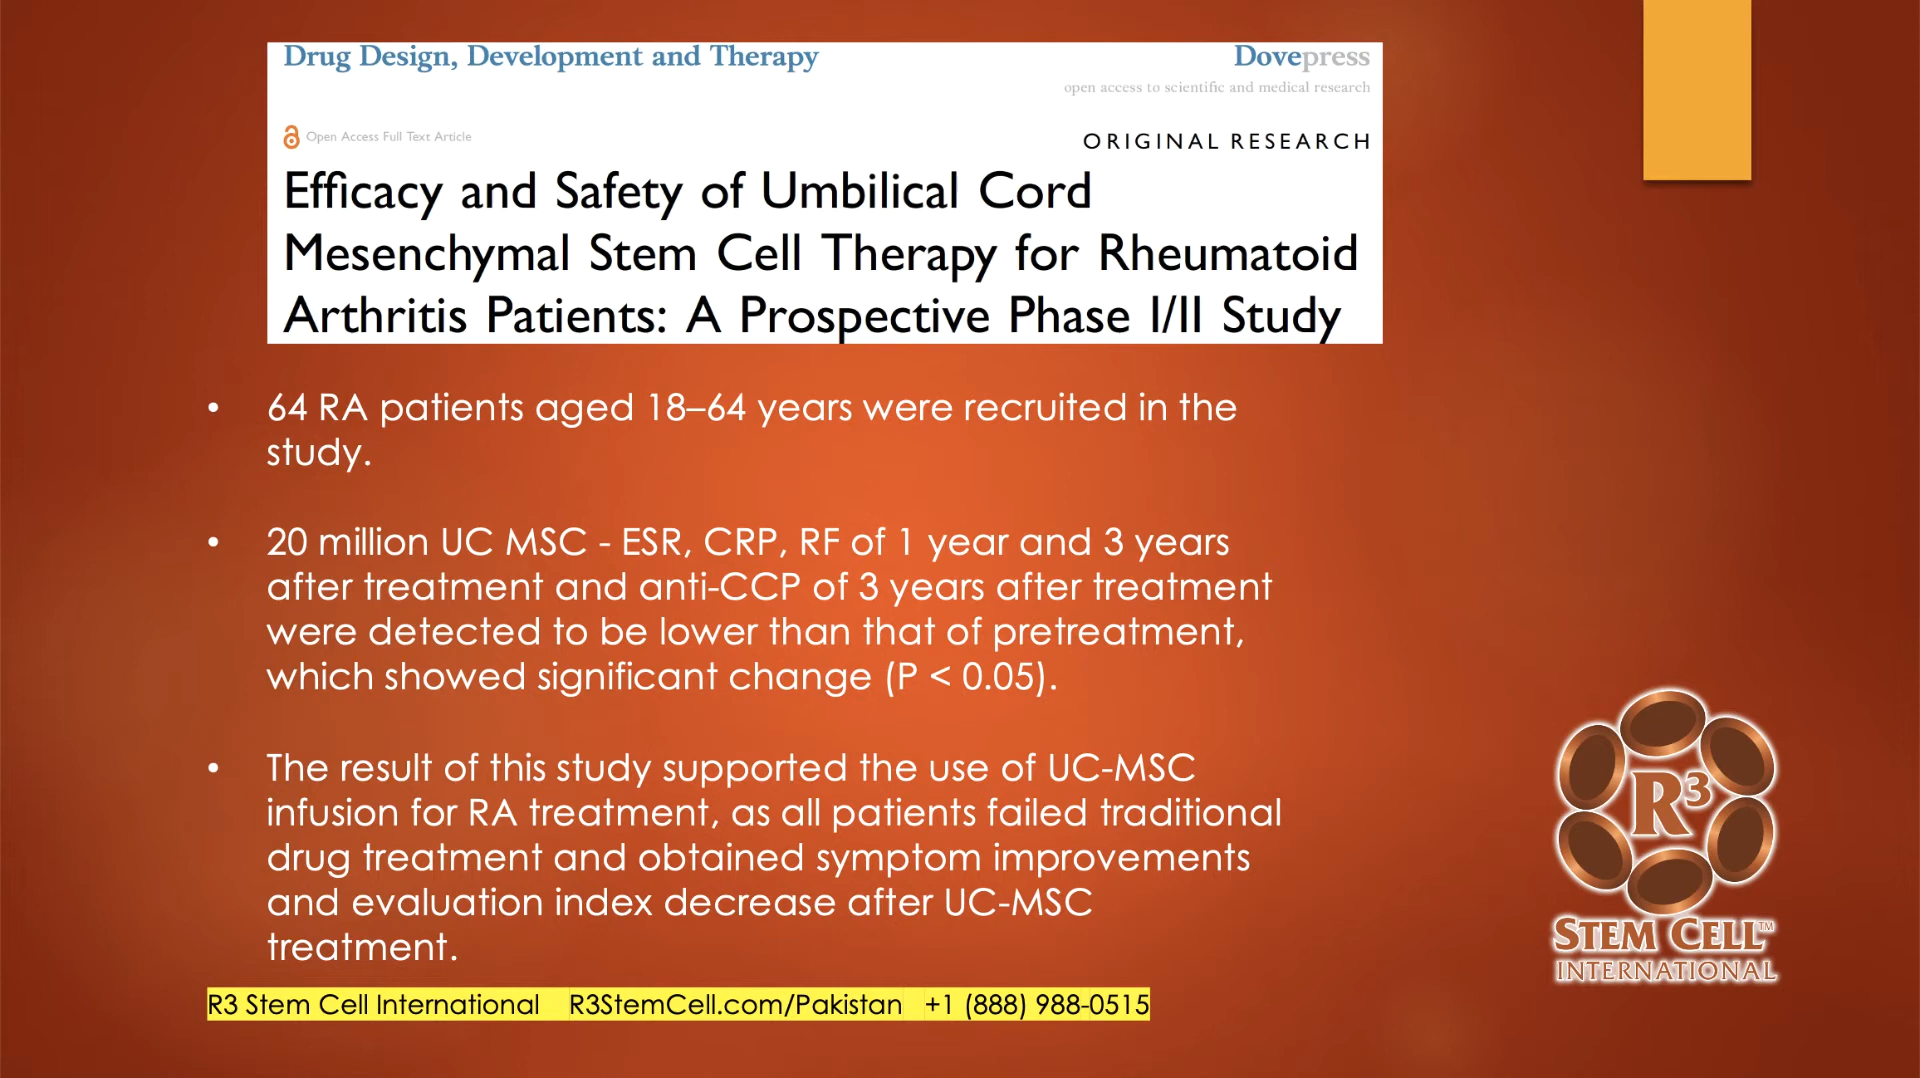 Drug Design, Development and Therapy
Dovepress
open access to scientific and medical research
Open Access Full Text Article
ORIGINAL RESEARCH
Efficacy and Safety of Umbilical Cord
Mesenchymal Stem Cell Therapy for Rheumatoid
Arthritis Patients: A Prospective Phase I/II Study
• 64 RA patients aged 18–64 years were recruited in the
study.
• 20 million UC MSC - ESR, CRP, RF of 1 year and 3 years
after treatment and anti-CCP of 3 years after treatment
were detected to be lower than that of pretreatment,
which showed significant change (P < 0.05).
• The result of this study supported the use of UC-MSC
infusion for RA treatment, as all patients failed traditional
drug treatment and obtained symptom improvements
and evaluation index decrease after UC-MSC
treatment.
R3 Stem Cell International R3StemCell.com/Pakistan +1 (888) 988-0515
R³
STEM CELL™
INTERNATIONAL